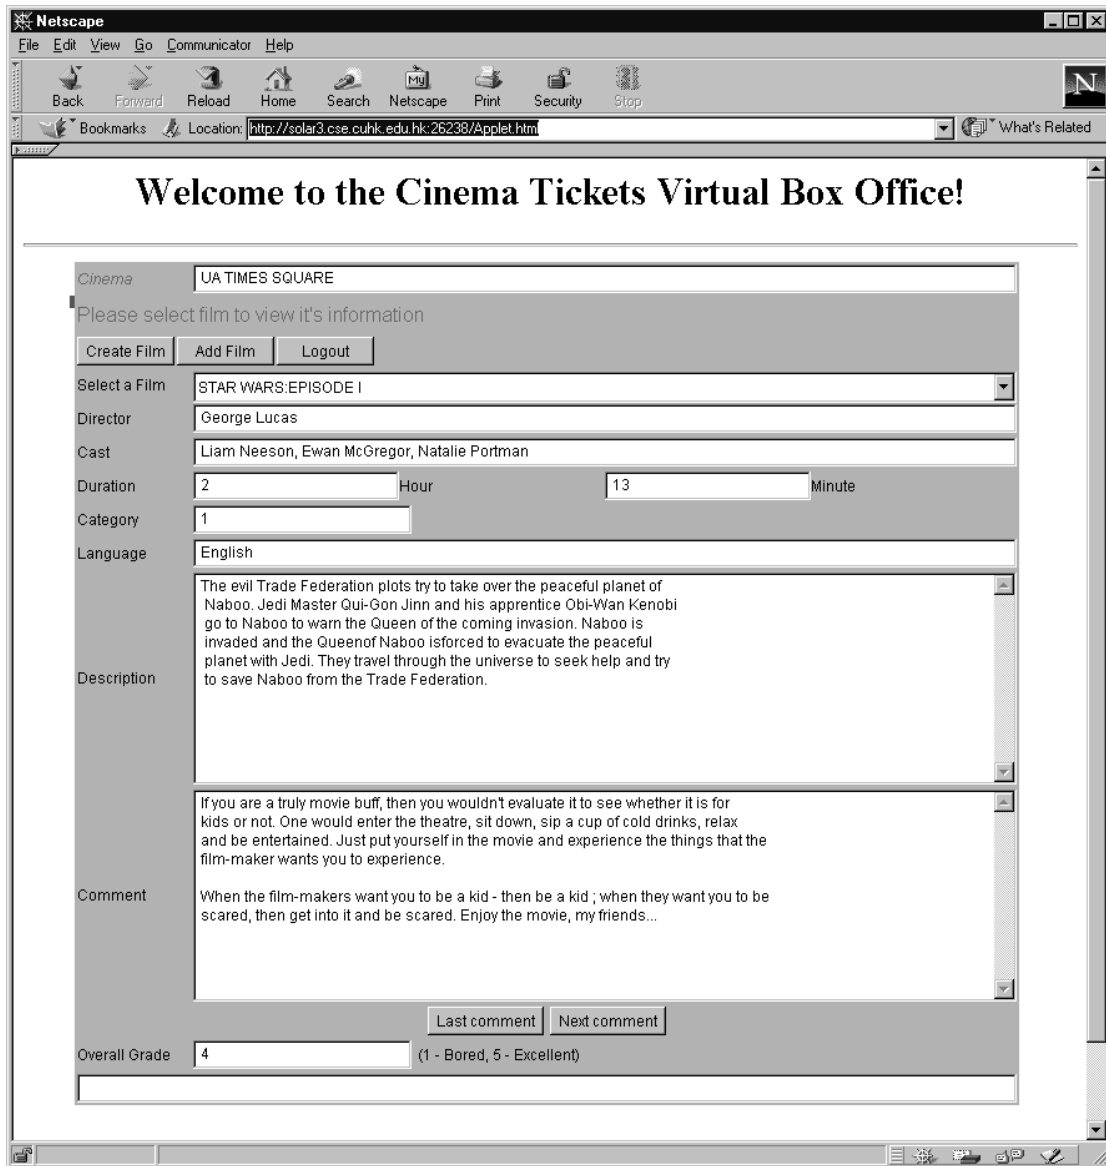 Netscape
File Edit View Go Communicator Help
My
N
Back Forward Reload Home Search Netscape Print Security Stop
Bookmarks Location: http://solar3.cse.cuhk.edu.hk:26238/Applet.html What's Related
Welcome to the Cinema Tickets Virtual Box Office!
Cinema UA TIMES SQUARE
Please select film to view it's information
Create Film Add Film Logout
Select a Film STAR WARS:EPISODE I
Director George Lucas
Cast Liam Neeson, Ewan McGregor, Natalie Portman
Duration 2 Hour 13 Minute
Category 1
Language English
Description
The evil Trade Federation plots try to take over the peaceful planet of
Naboo. Jedi Master Qui-Gon Jinn and his apprentice Obi-Wan Kenobi
go to Naboo to warn the Queen of the coming invasion. Naboo is
invaded and the Queenof Naboo isforced to evacuate the peaceful
planet with Jedi. They travel through the universe to seek help and try
to save Naboo from the Trade Federation.
Comment
If you are a truly movie buff, then you wouldn't evaluate it to see whether it is for
kids or not. One would enter the theatre, sit down, sip a cup of cold drinks, relax
and be entertained. Just put yourself in the movie and experience the things that the
film-maker wants you to experience.
When the film-makers want you to be a kid - then be a kid ; when they want you to be
scared, then get into it and be scared. Enjoy the movie, my friends...
Last comment Next comment
Overall Grade 4 (1 - Bored, 5 - Excellent)